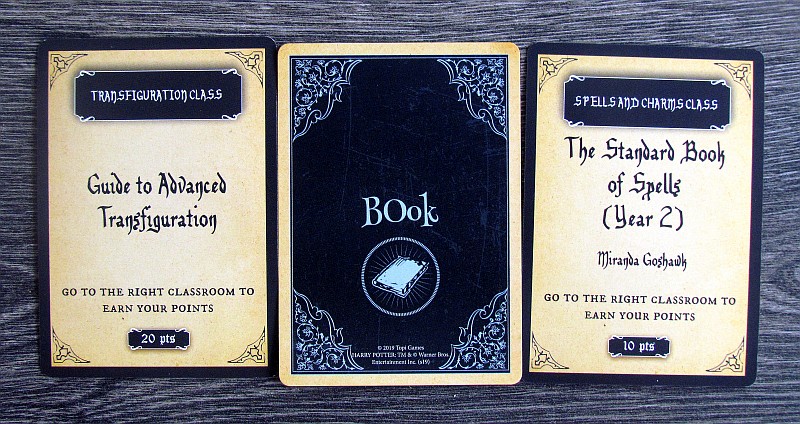 TRANSFIGURATION CLASS
Guide to Advanced
Transfiguration
GO TO THE RIGHT CLASSROOM TO
EARN YOUR POINTS
20 pts
BOok
© 2019 Topi Games
HARRY POTTER: TM & © Warner Bros.
Entertainment Inc. (s19)
SPELLS AND CHARMS CLASS
The Standard Book
of Spells
(Year 2)
Miranda Goshawk
GO TO THE RIGHT CLASSROOM TO
EARN YOUR POINTS
10 pts